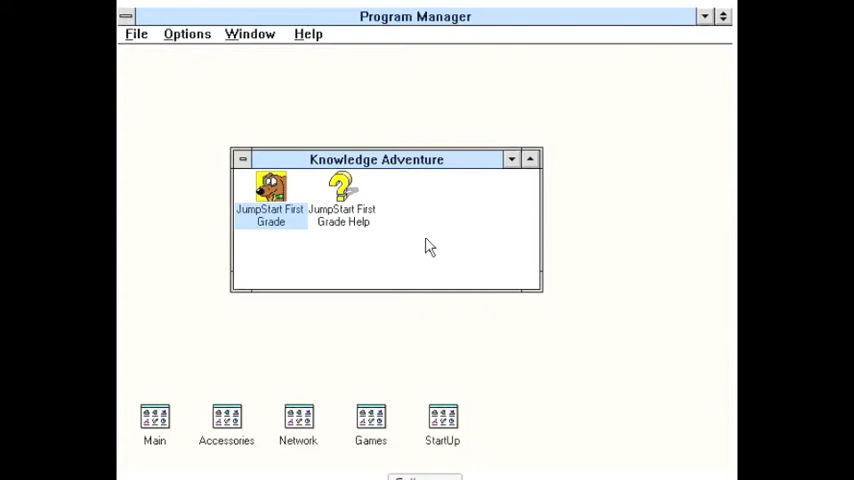 Program Manager
File Options Window Help
Knowledge Adventure
JumpStart First Grade
JumpStart First Grade Help
Main Accessories Network Games StartUp